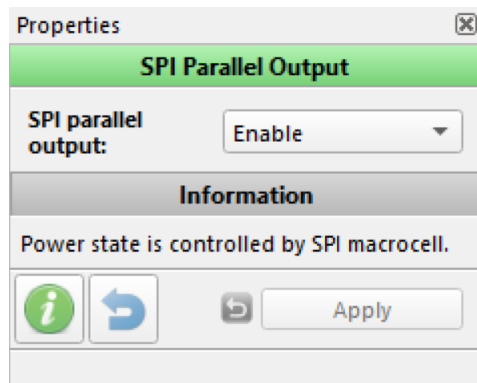 Properties
SPI Parallel Output
SPI parallel
output:
Enable
Information
Power state is controlled by SPI macrocell.
Apply